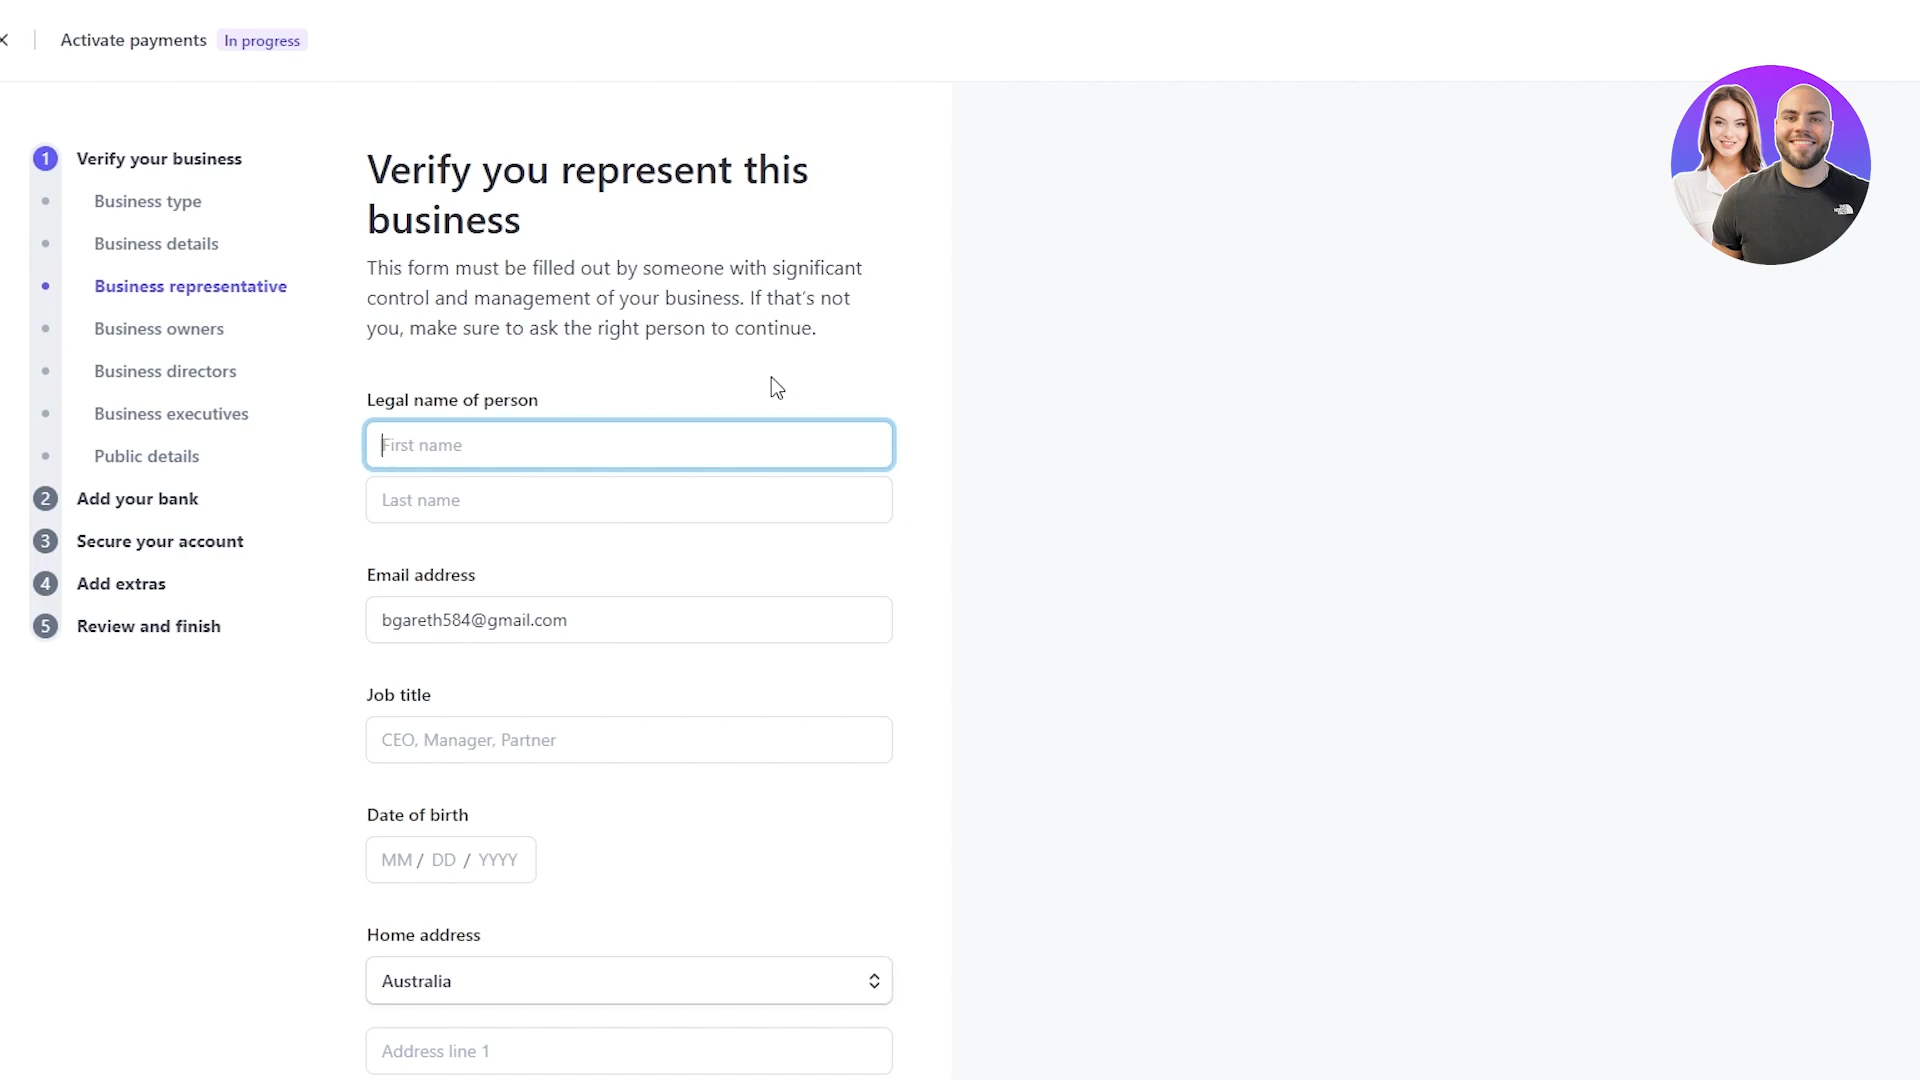 Activate payments In progress
1 Verify your business
Business type
Business details
Business representative
Business owners
Business directors
Business executives
Public details
2 Add your bank
3 Secure your account
4 Add extras
5 Review and finish
Verify you represent this
business
This form must be filled out by someone with significant
control and management of your business. If that’s not
you, make sure to ask the right person to continue.
Legal name of person
First name
Last name
Email address
bgareth584@gmail.com
Job title
CEO, Manager, Partner
Date of birth
MM / DD / YYYY
Home address
Australia
Address line 1